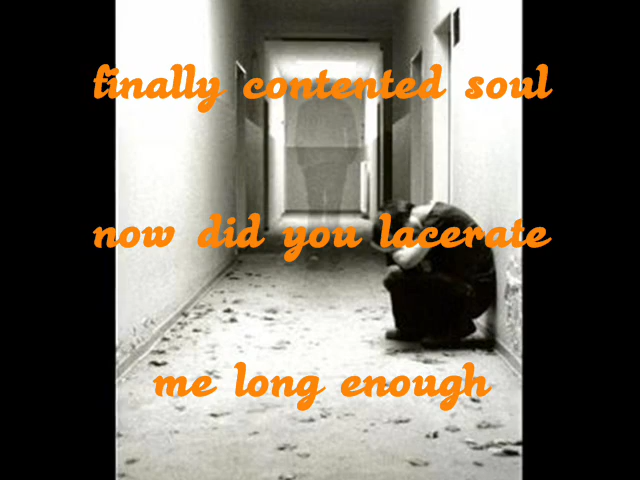 finally contented soul
now did you lacerate
me long enough